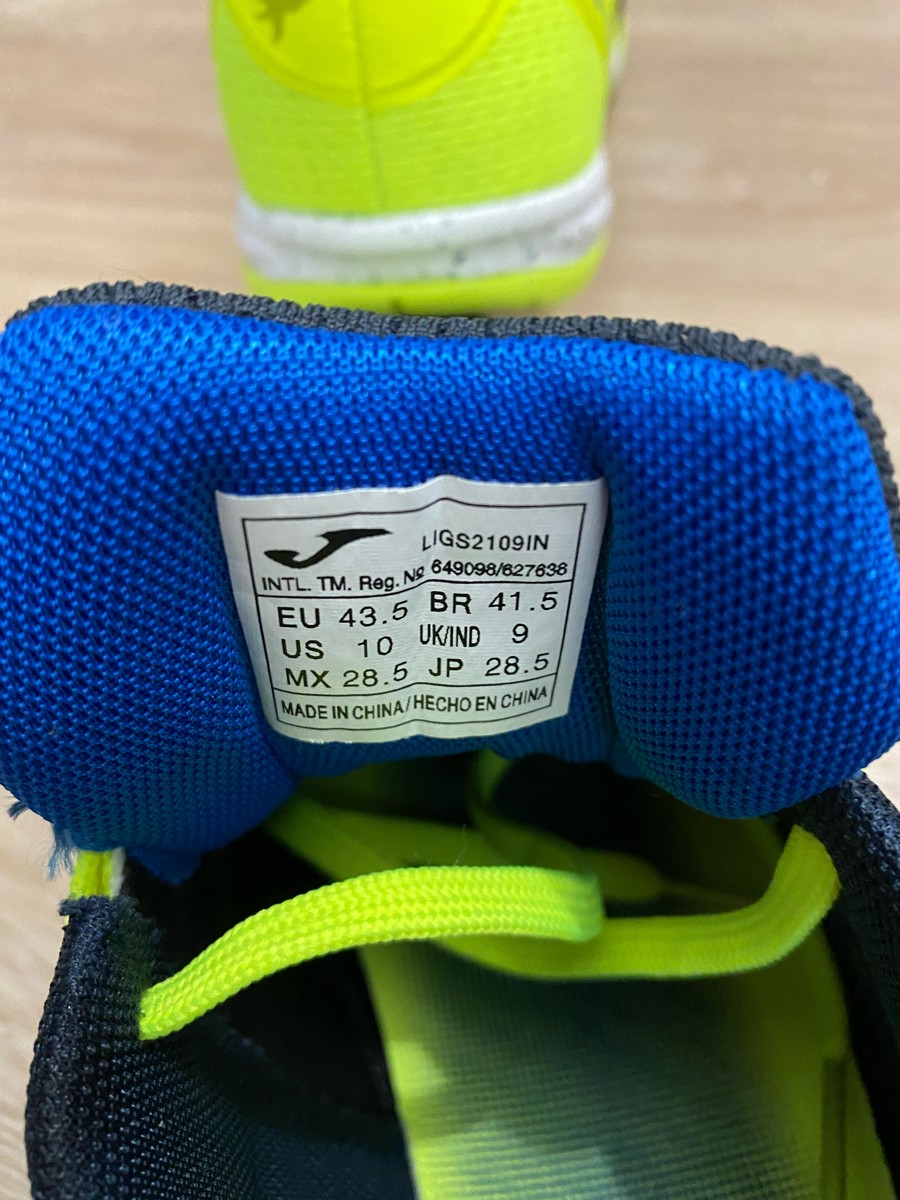 LIGS2109IN
INTL. TM. Reg. № 649098/627638
EU 43.5 BR 41.5
US 10 UK/IND 9
MX 28.5 JP 28.5
MADE IN CHINA/HECHO EN CHINA